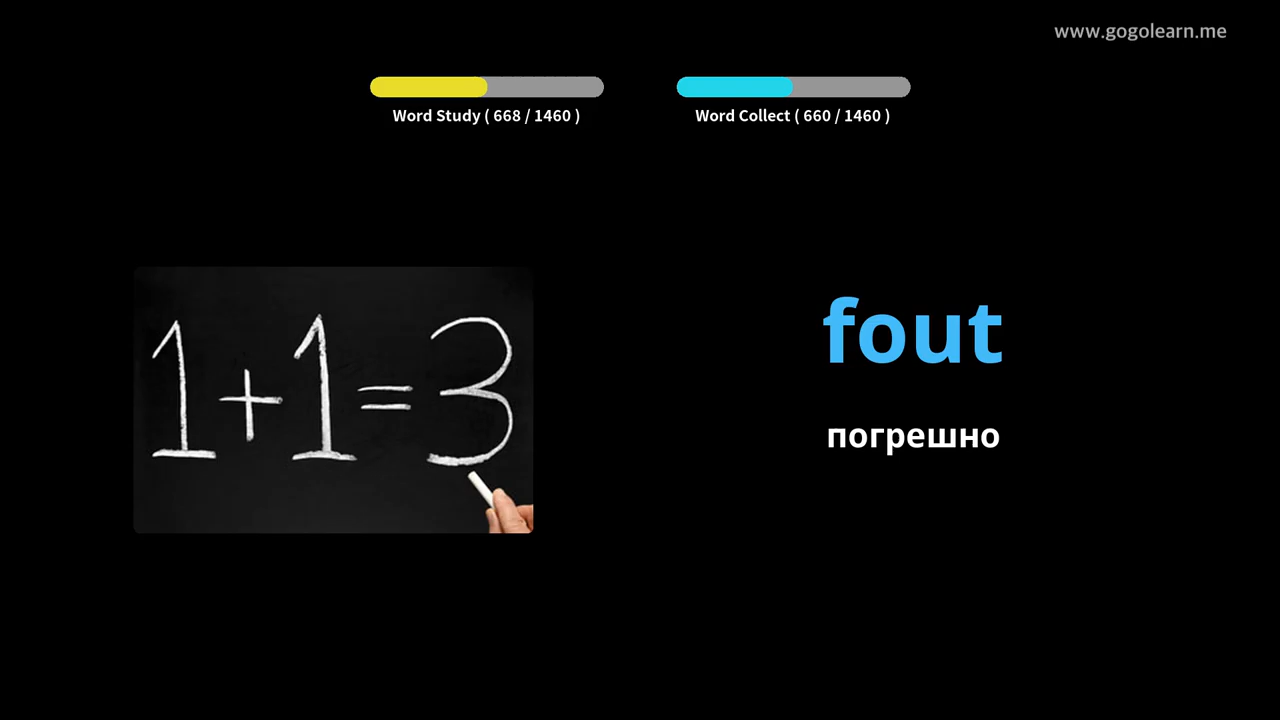 www.gogolearn.me
Word Study ( 668 / 1460 )
Word Collect ( 660 / 1460 )
1+1=3
fout
погрешно